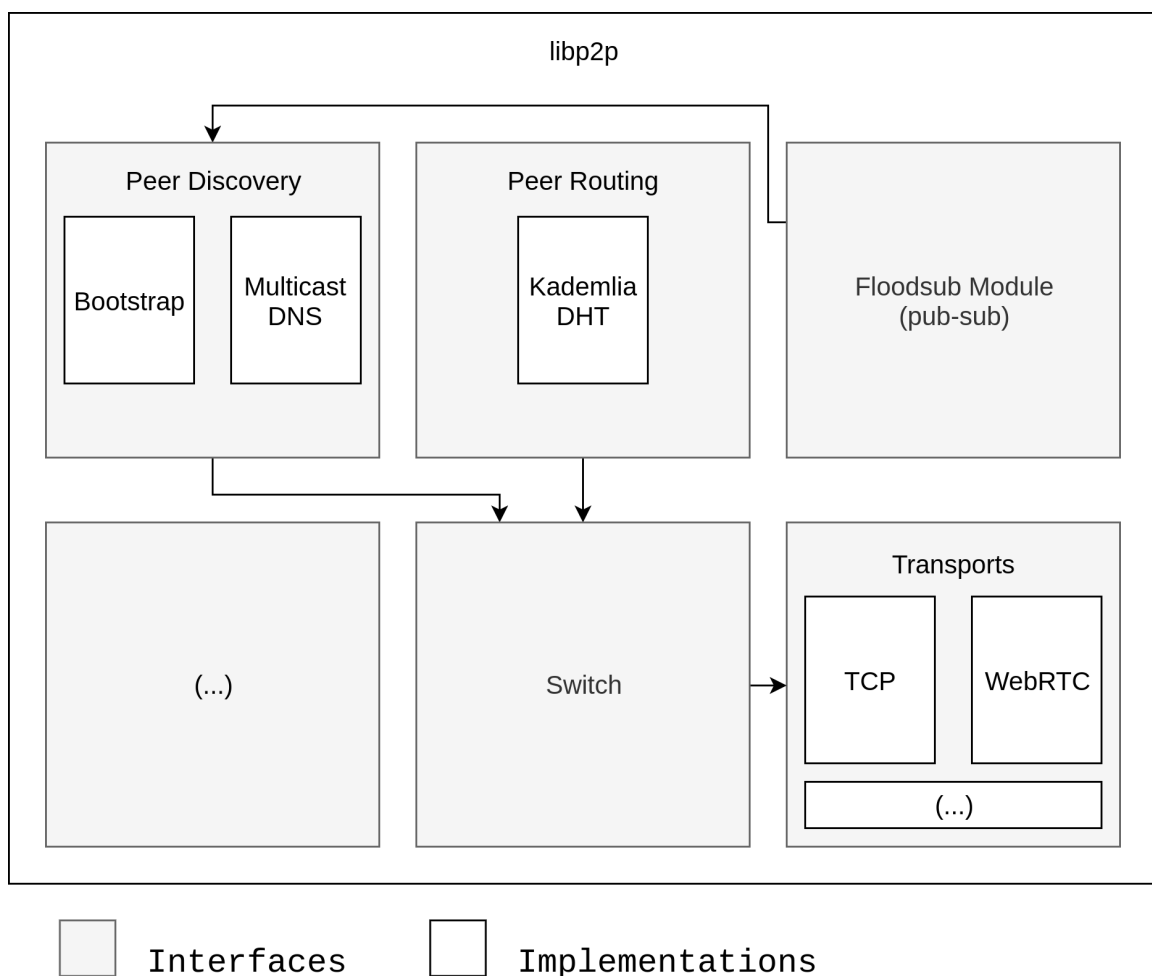 libp2p
Peer Discovery
Bootstrap
Multicast
DNS
Peer Routing
Kademlia
DHT
Floodsub Module
(pub-sub)
(...)
Switch
Transports
TCP
WebRTC
(...)
Interfaces
Implementations